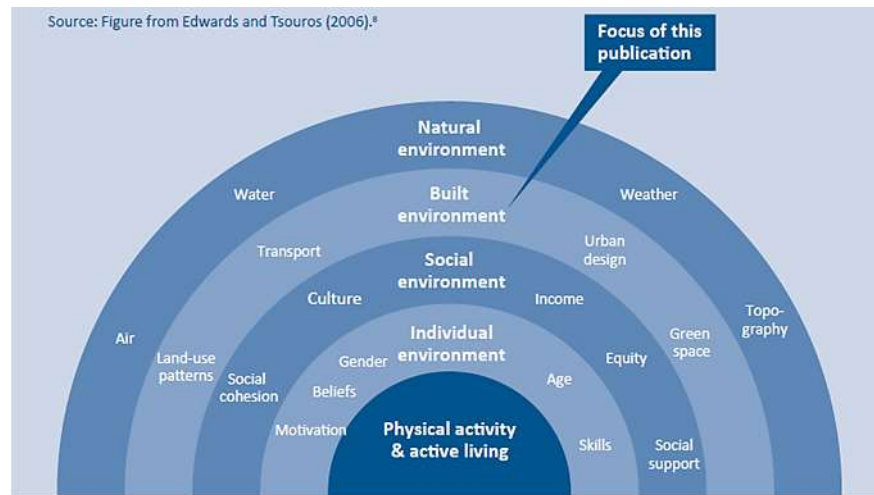 Source: Figure from Edwards and Tsouros (2006).⁸
Focus of this
publication
Natural
environment
Water
Weather
Air
Topo-
graphy
Built
environment
Transport
Urban
design
Land-use
patterns
Green
space
Social
environment
Culture
Income
Social
cohesion
Equity
Social
support
Individual
environment
Gender
Age
Beliefs
Motivation
Skills
Physical activity
& active living